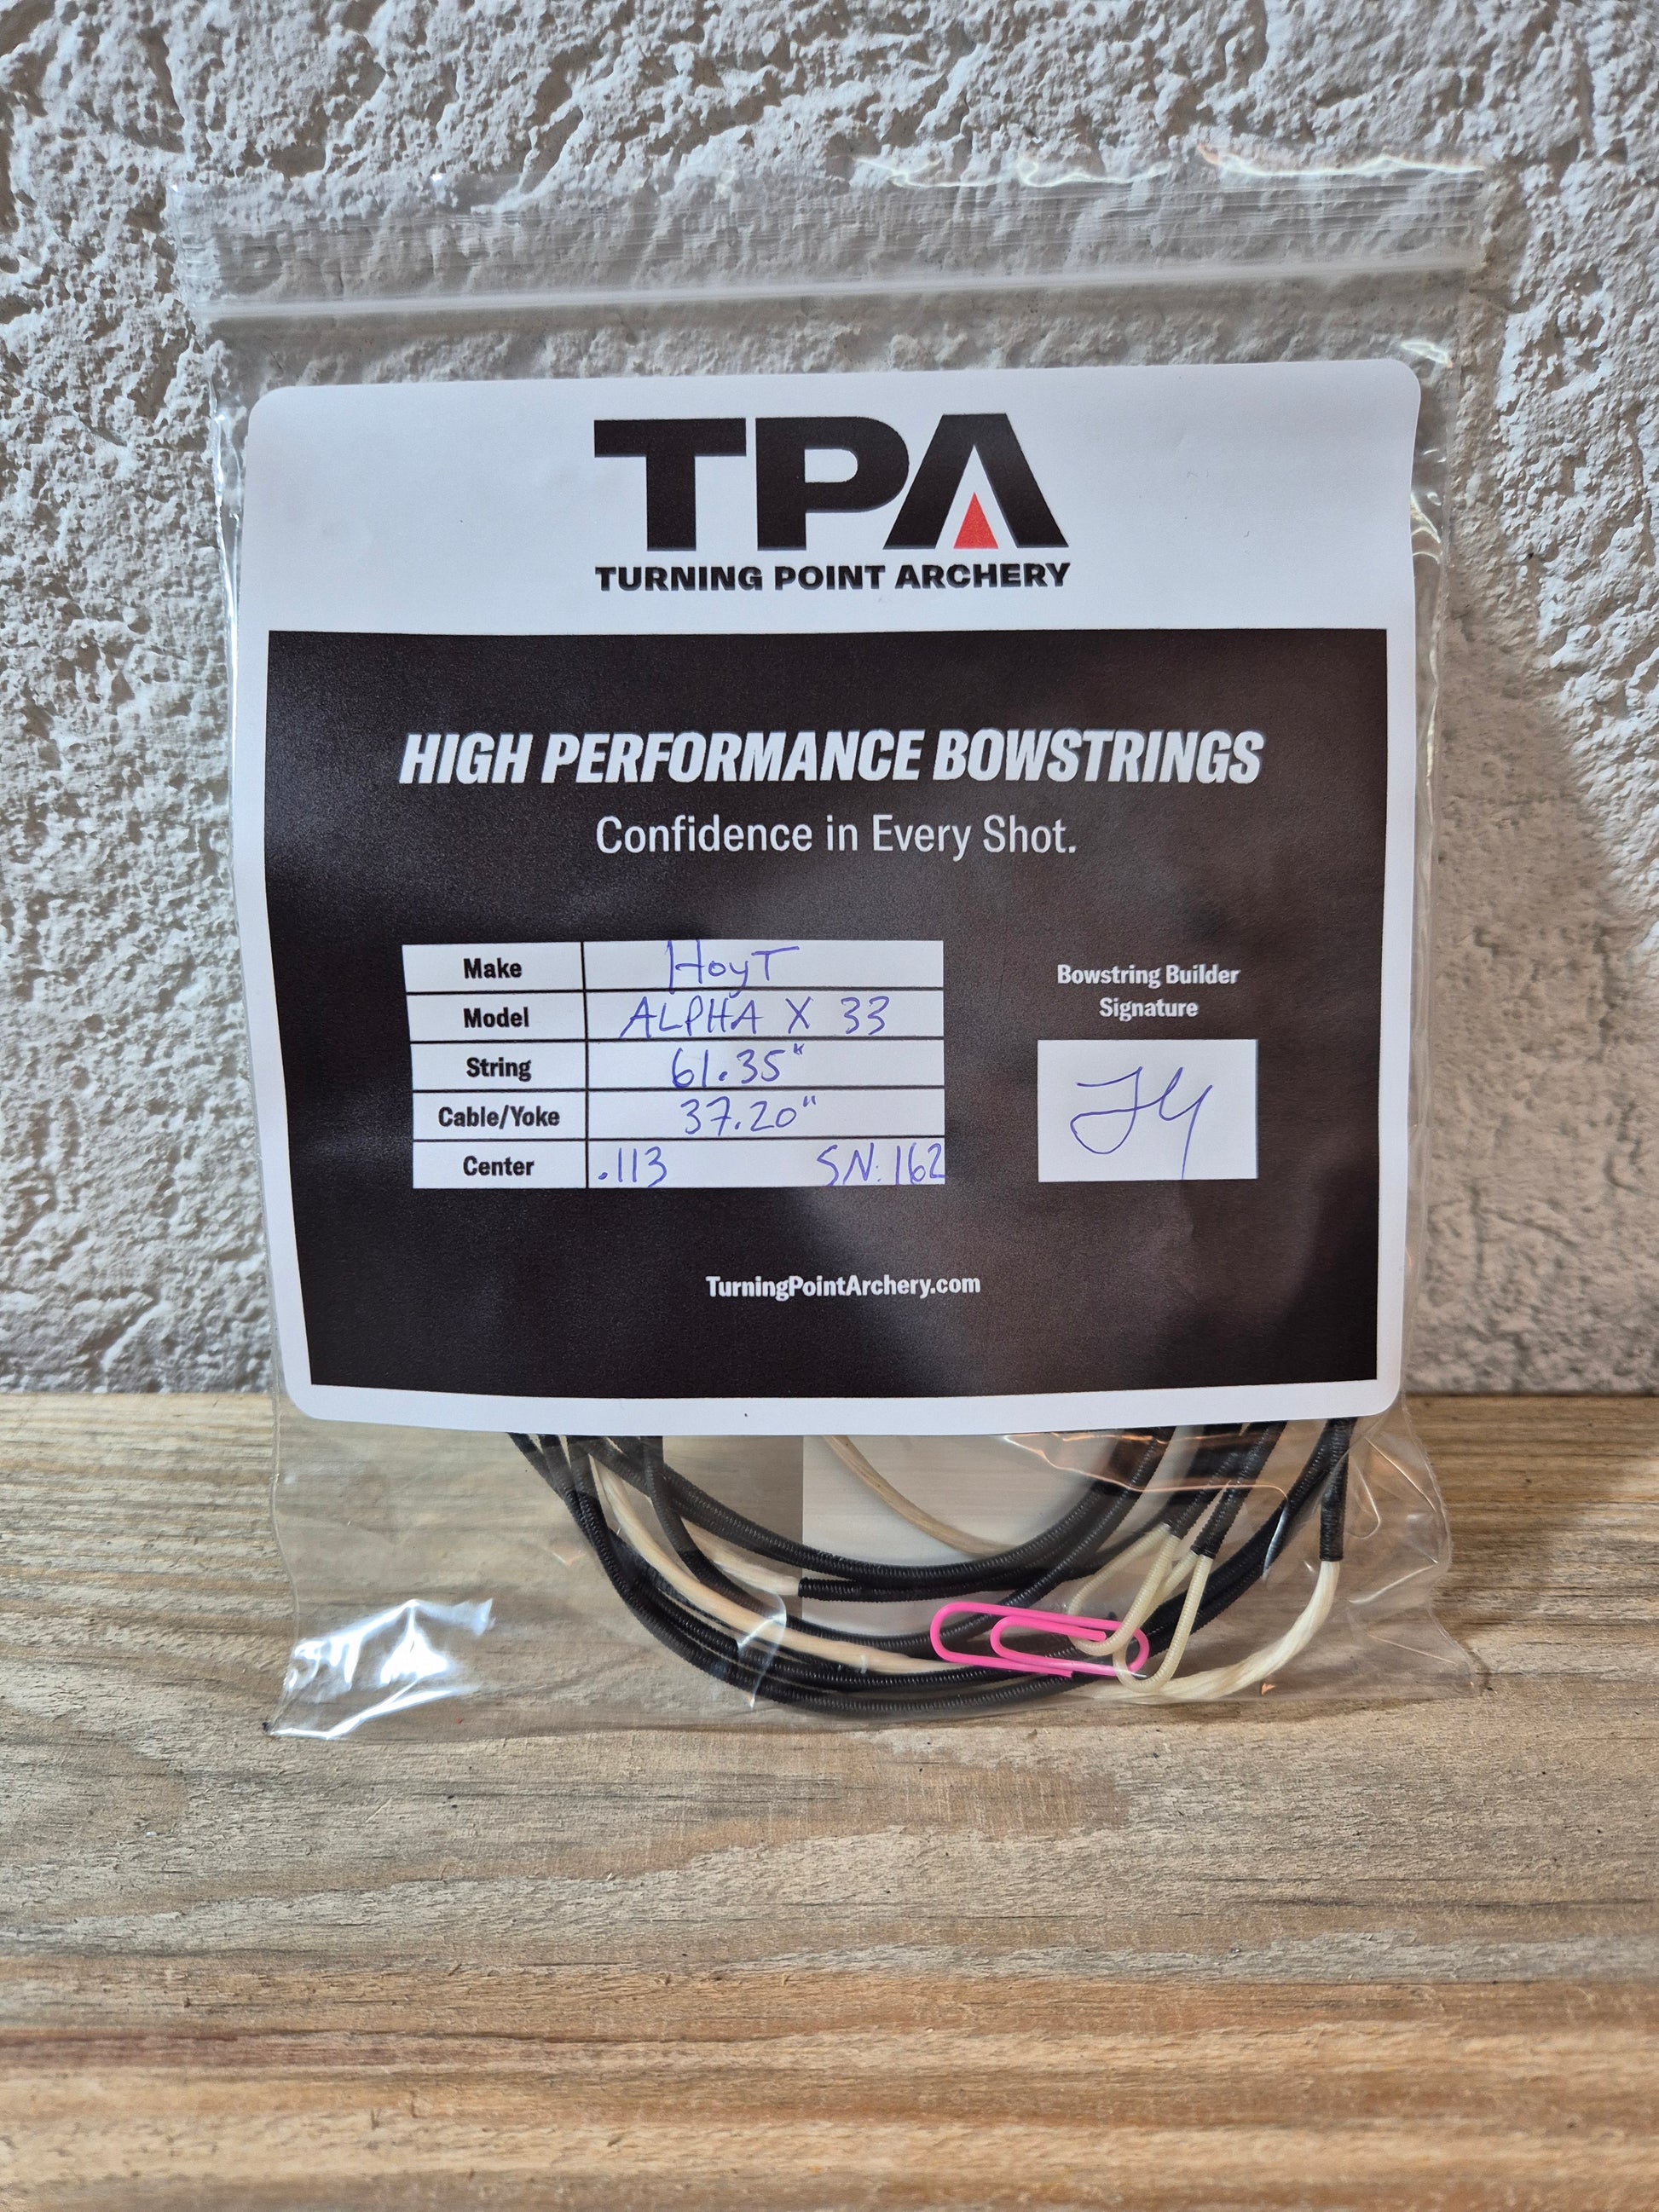 TPA
TURNING POINT ARCHERY
HIGH PERFORMANCE BOWSTRINGS
Confidence in Every Shot.
Make HoyT
Model ALPHA X 33
String 61.35"
Cable/Yoke 37.20"
Center .113 SN: 162
Bowstring Builder
Signature
TurningPointArchery.com